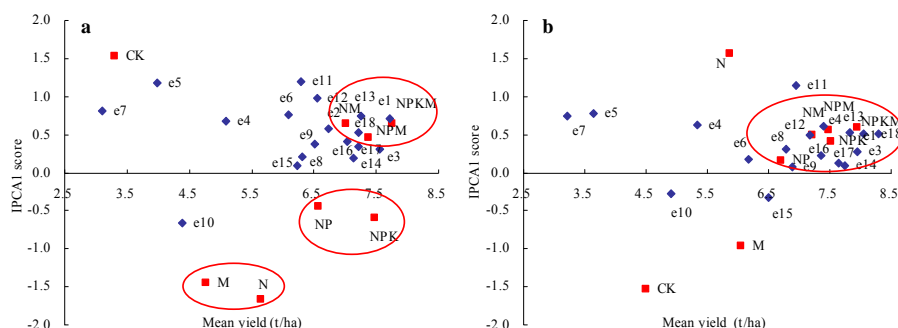 a
IPCA1 score
2.0
1.5
1.0
0.5
0.0
-0.5
-1.0
-1.5
-2.0
CK
e5
e7
e4
e11
e6
e12
e13
e1
NM
NPKM
e9
e2
e18
NPM
e16
e3
e15
e8
e14
e10
NP
NPK
M
N
2.5
3.5
4.5
5.5
6.5
7.5
8.5
Mean yield (t/ha)
b
IPCA1 score
2.0
1.5
1.0
0.5
0.0
-0.5
-1.0
-1.5
-2.0
N
e11
e7
e5
e4
NM
NPM
e13
e12
e4
NPKM
e6
e8
e16
NPK
e18
NP
e17
e3
e9
e14
e10
e15
M
CK
2.5
3.5
4.5
5.5
6.5
7.5
8.5
Mean yield (t/ha)